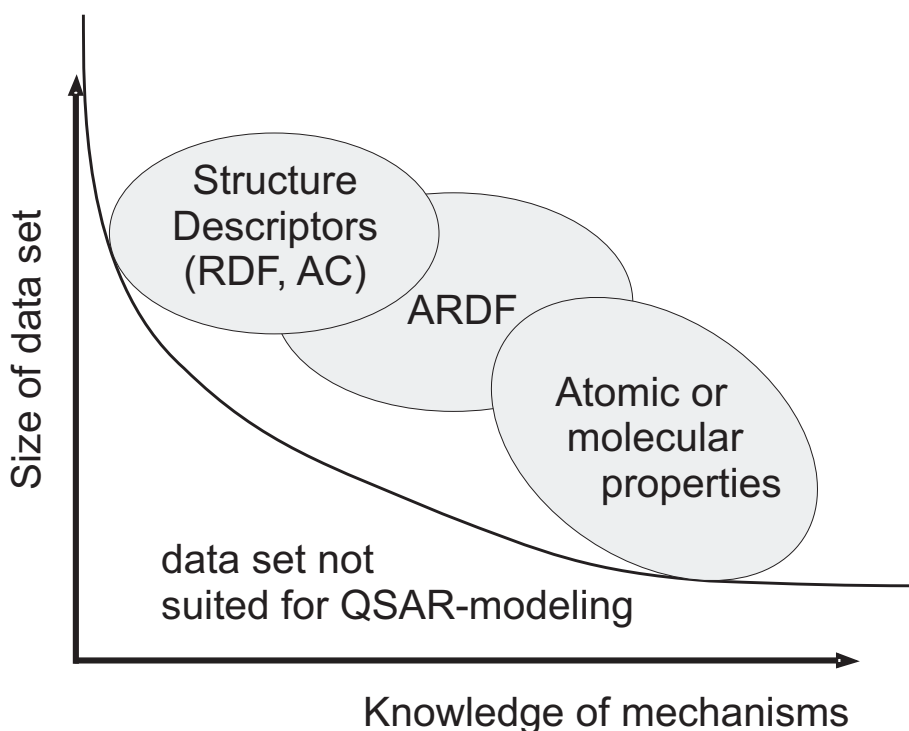 Size of data set
Structure
Descriptors
(RDF, AC)
ARDF
Atomic or
molecular
properties
data set not
suited for QSAR-modeling
Knowledge of mechanisms